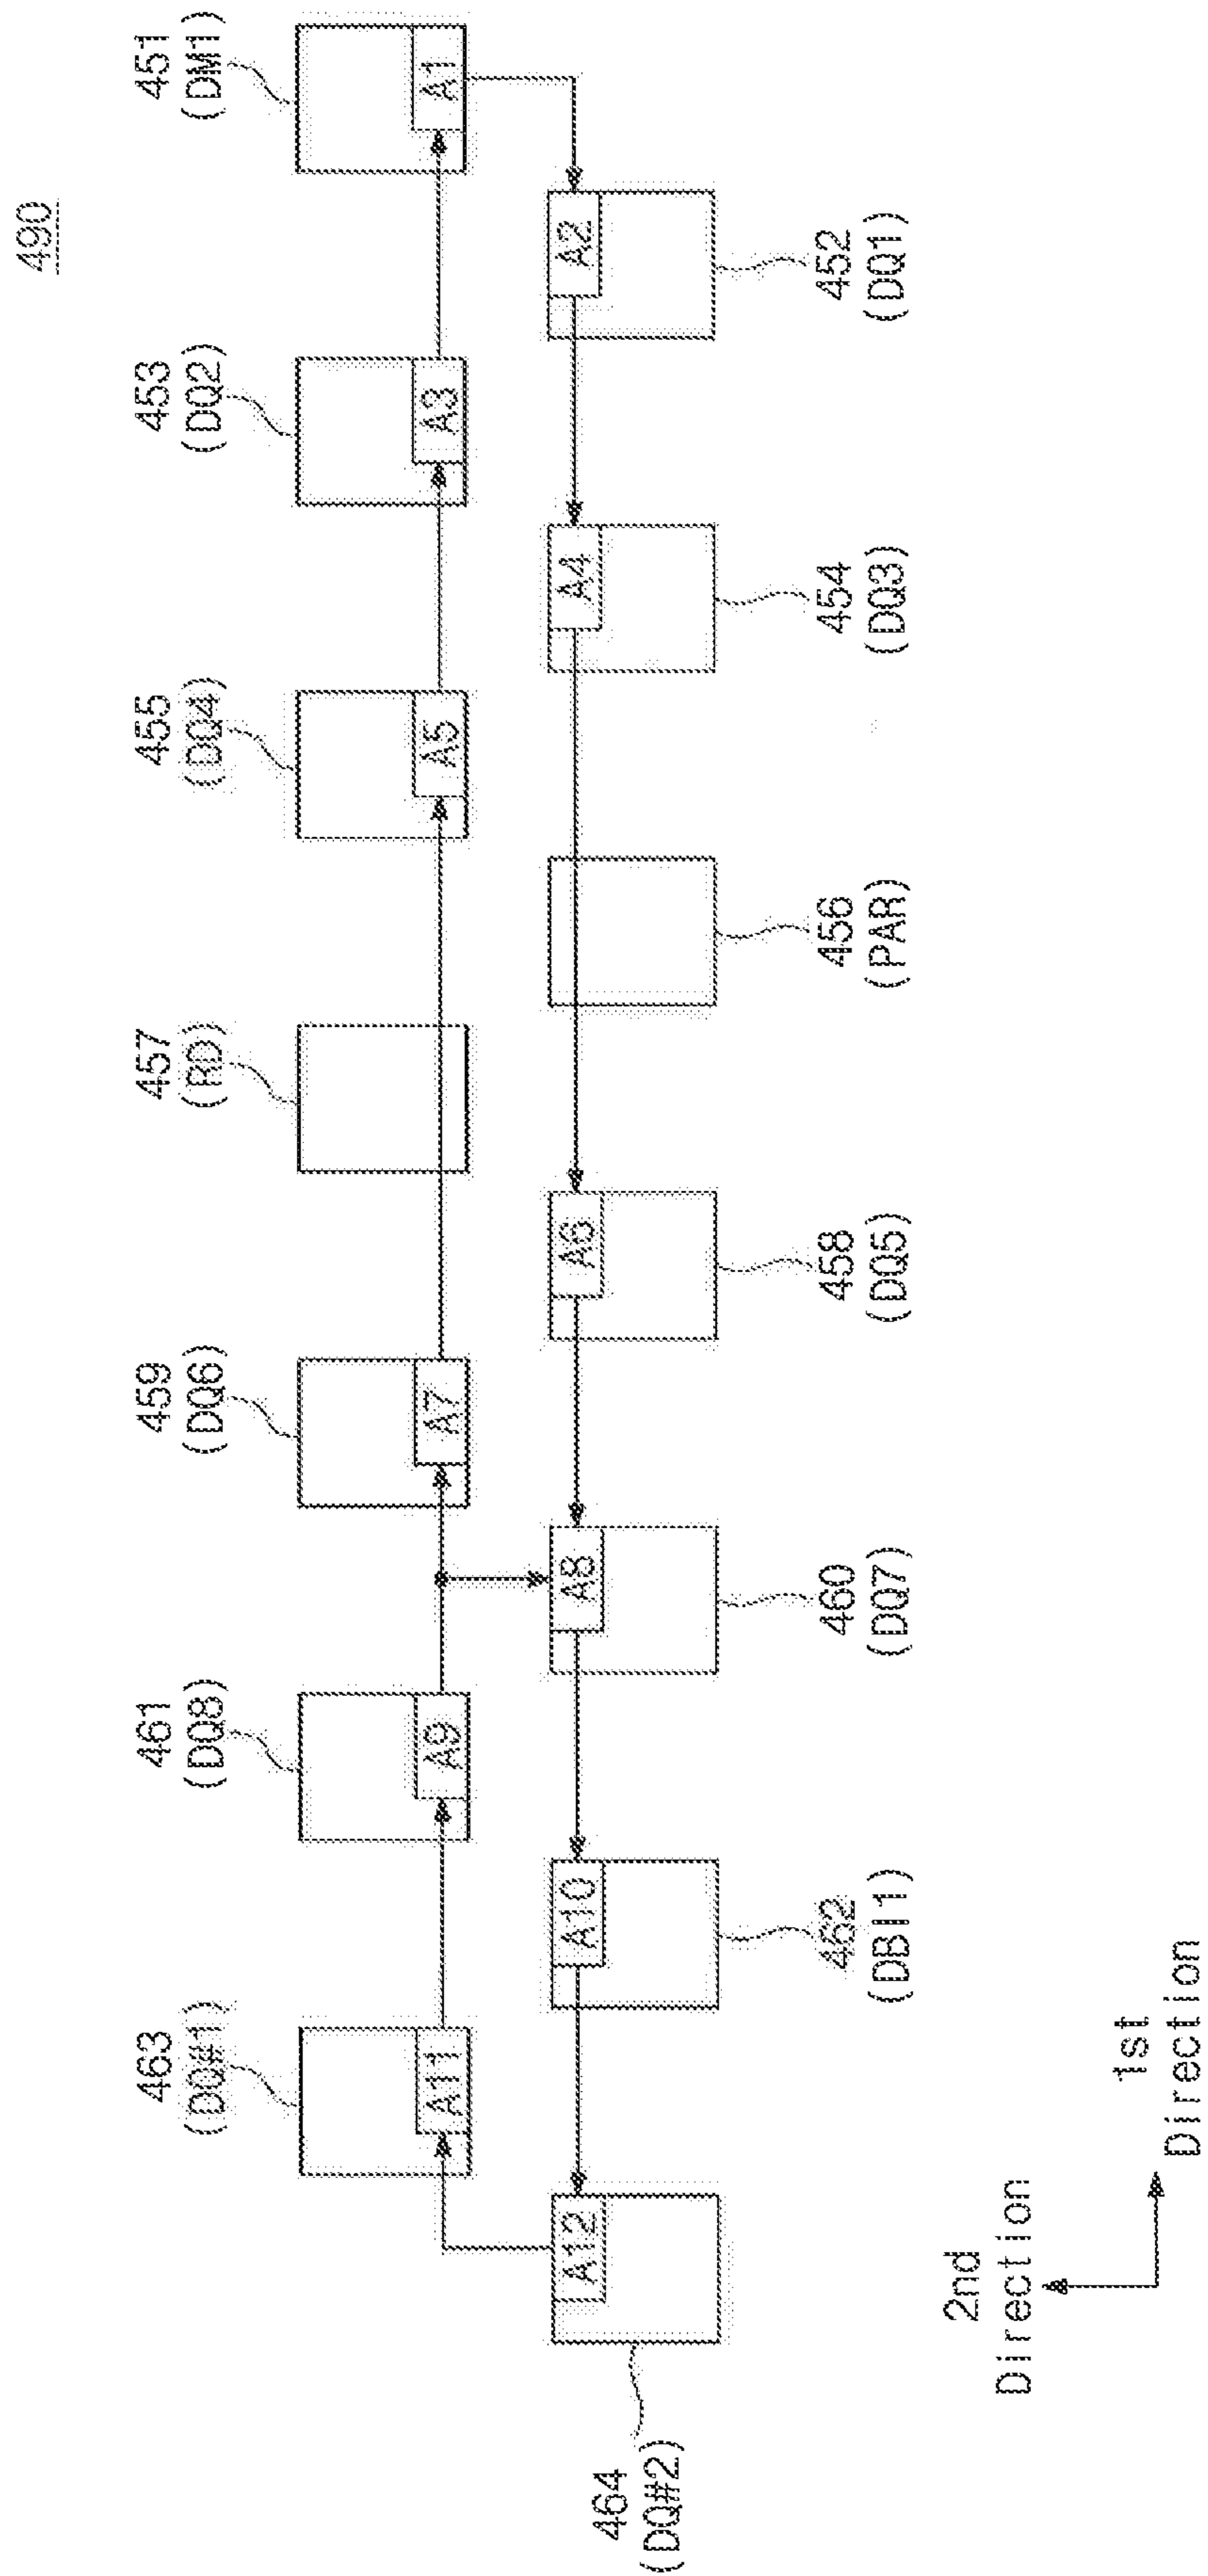 490
463
(DQ#1)
461
(DQ8)
459
(DQ6)
457
(RD)
455
(DQ4)
453
(DQ2)
451
(DM1)
A11
A9
A7
A5
A3
A1
A12
A10
A8
A6
A4
A2
464
(DQ#2)
462
(DBI1)
460
(DQ7)
458
(DQ5)
456
(PAR)
454
(DQ3)
452
(DQ1)
2nd
Direction
1st
Direction